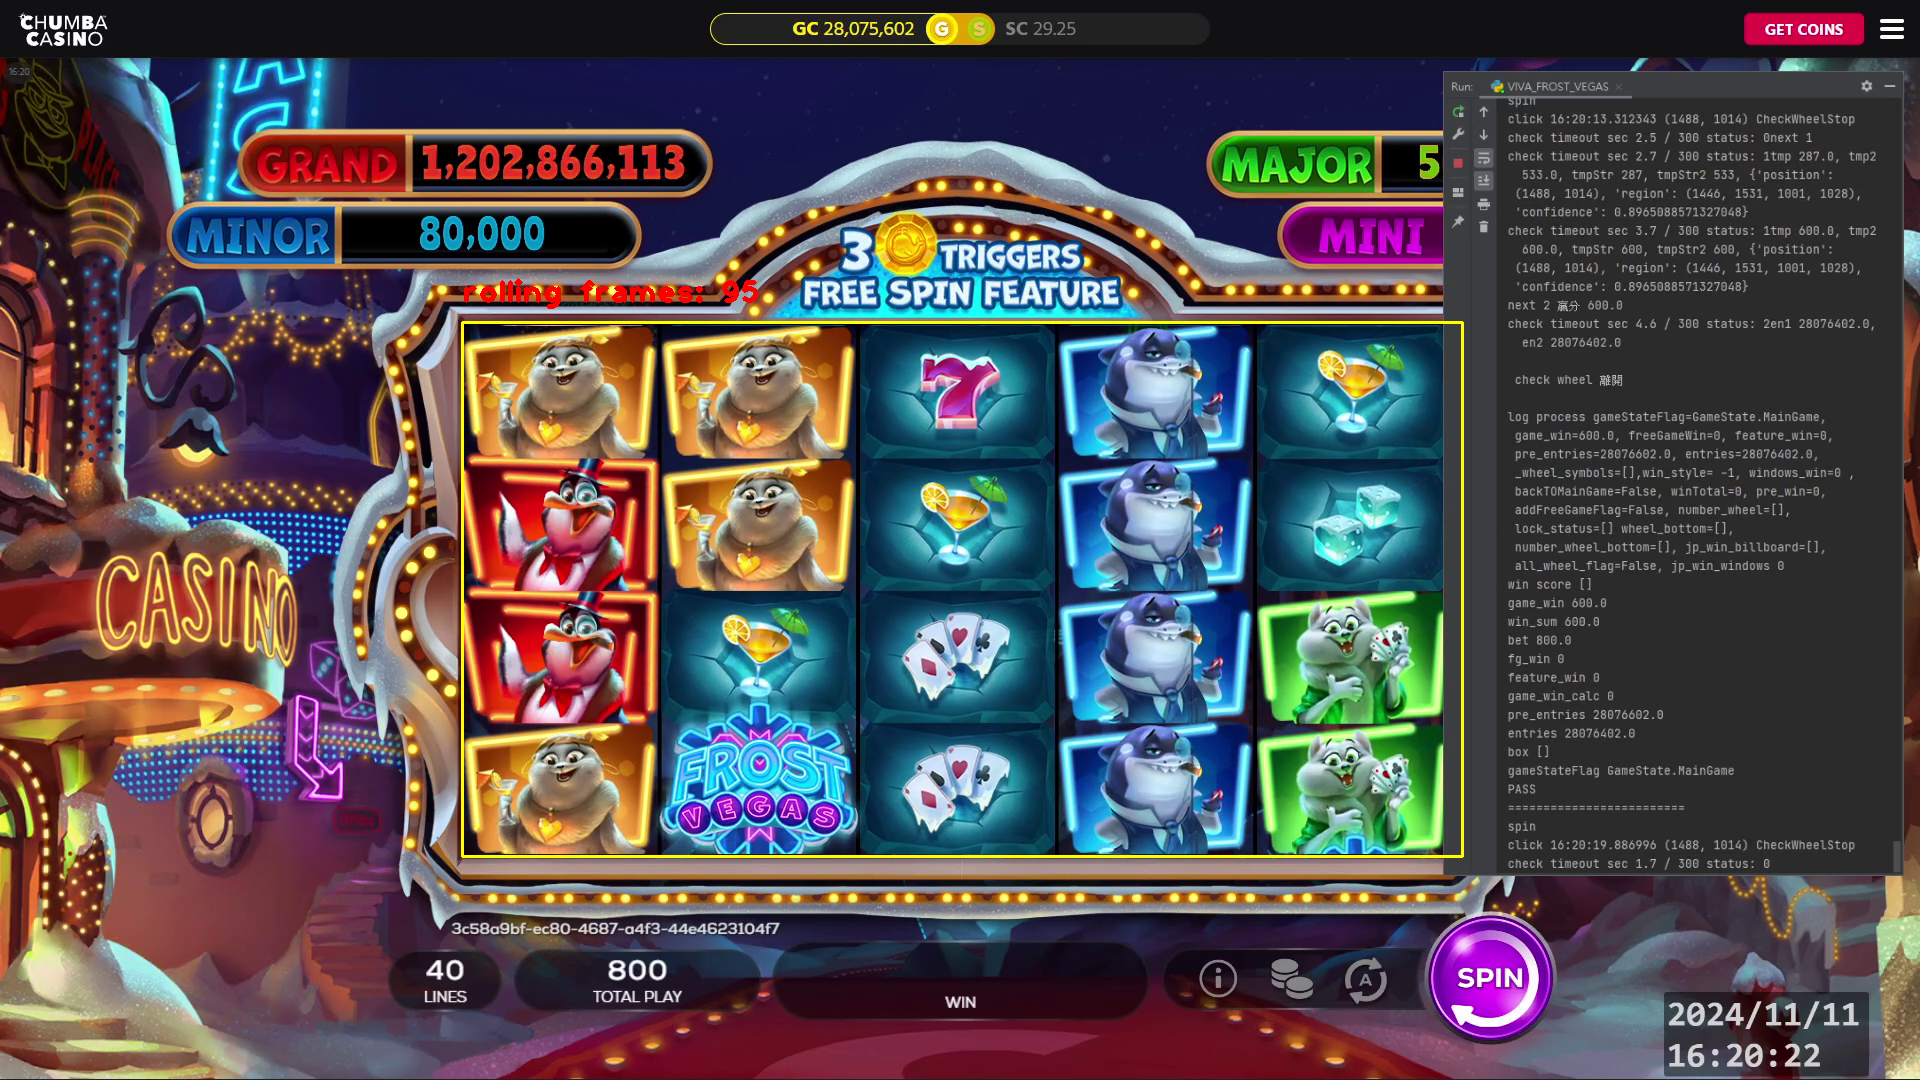 CHUMBA
CASINO
GC 28,075,602
G
S
SC 29.25
GET COINS
16:20
GRAND
1,202,866,113
MAJOR
5
MINOR
80,000
MINI
3 TRIGGERS
FREE SPIN FEATURE
rolling frames: 95
CASINO
7
FROST
VEGAS
Run:
VIVA_FROST_VEGAS
spin
click 16:20:13.312343 (1488, 1014) CheckWheelStop
check timeout sec 2.5 / 300 status: 0next 1
check timeout sec 2.7 / 300 status: 1tmp 287.0, tmp2
533.0, tmpStr 287, tmpStr2 533, {'position':
(1488, 1014), 'region': (1446, 1531, 1001, 1028),
'confidence': 0.8965088571327048}
check timeout sec 3.7 / 300 status: 1tmp 600.0, tmp2
600.0, tmpStr 600, tmpStr2 600, {'position':
(1488, 1014), 'region': (1446, 1531, 1001, 1028),
'confidence': 0.8965088571327048}
next 2 贏分 600.0
check timeout sec 4.6 / 300 status: 2en1 28076402.0,
en2 28076402.0
check wheel 離開
log process gameStateFlag=GameState.MainGame,
game_win=600.0, freeGameWin=0, feature_win=0,
pre_entries=28076602.0, entries=28076402.0,
_wheel_symbols=[],win_style= -1, windows_win=0 ,
backTOMainGame=False, winTotal=0, pre_win=0,
addFreeGameFlag=False, number_wheel=[],
lock_status=[] wheel_bottom=[],
number_wheel_bottom=[], jp_win_billboard=[],
all_wheel_flag=False, jp_win_windows 0
win score []
game_win 600.0
win_sum 600.0
bet 800.0
fg_win 0
feature_win 0
game_win_calc 0
pre_entries 28076602.0
entries 28076402.0
box []
gameStateFlag GameState.MainGame
PASS
=========================
spin
click 16:20:19.886996 (1488, 1014) CheckWheelStop
check timeout sec 1.7 / 300 status: 0
3c58a9bf-ec80-4687-a4f3-44e4623104f7
40
LINES
800
TOTAL PLAY
WIN
A
SPIN
2024/11/11
16:20:22